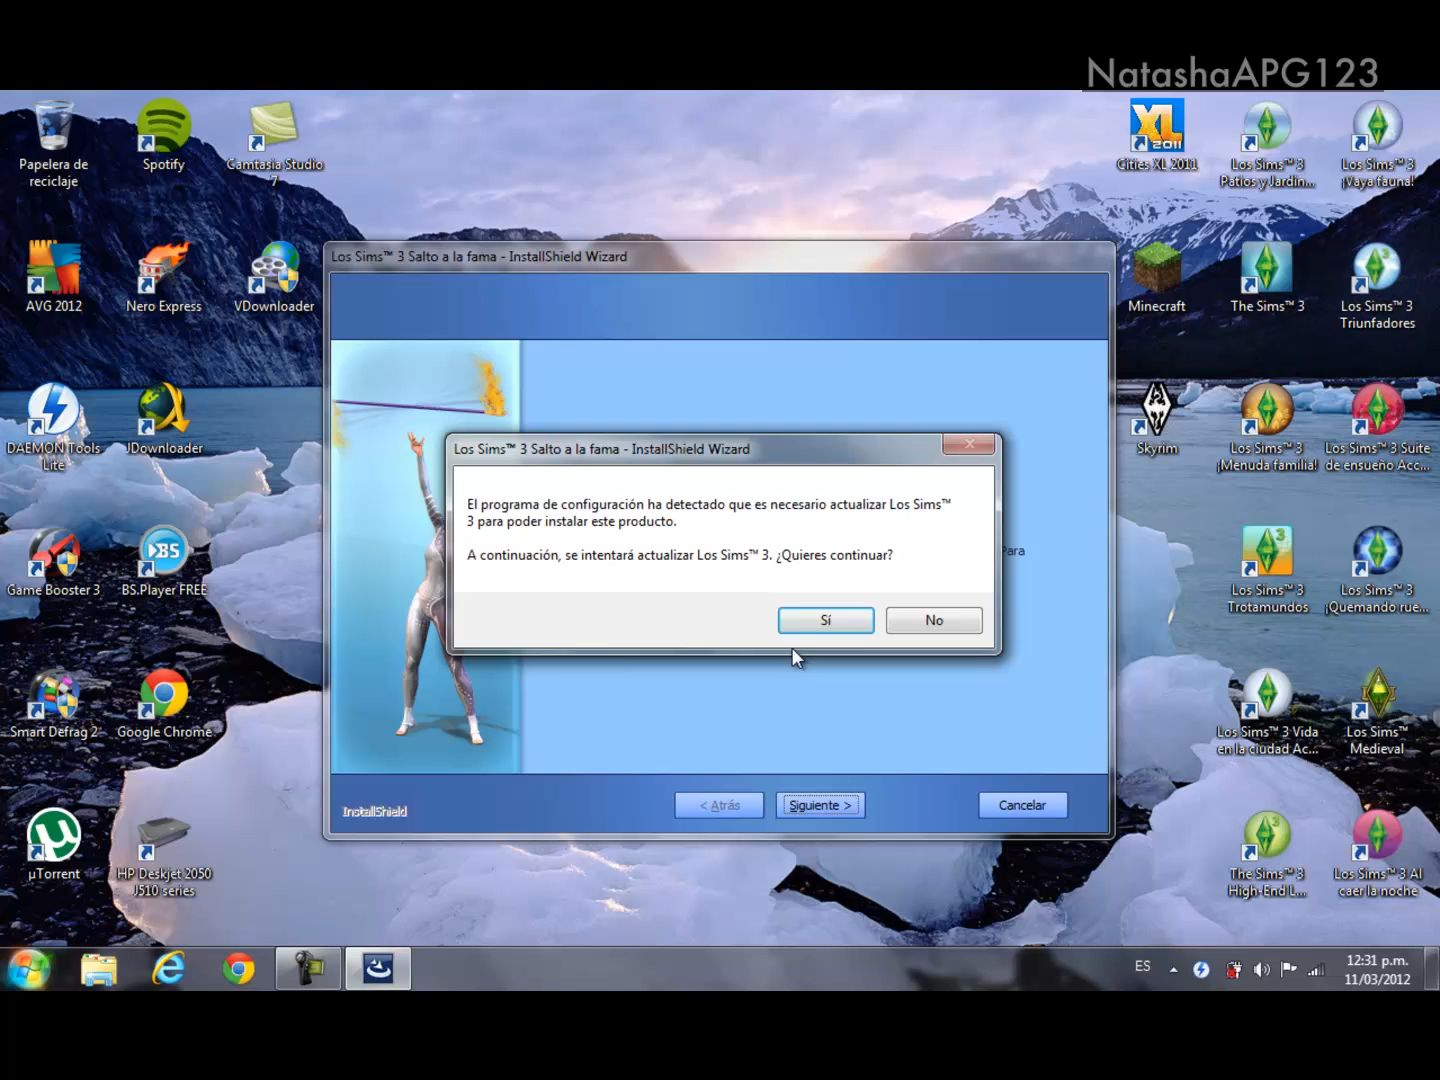 NatashaAPG123
Papelera de
reciclaje
Spotify
Camtasia Studio
7
XL
2011
Cities XL 2011
Los Sims™ 3
Patios y Jardin...
Los Sims™ 3
¡Vaya fauna!
AVG 2012
Nero Express
VDownloader
Minecraft
The Sims™ 3
Los Sims™ 3
Triunfadores
DAEMON Tools
Lite
JDownloader
Skyrim
Los Sims™ 3
¡Menuda familia!
Los Sims™ 3 Suite
de ensueño Acc...
Game Booster 3
BS
BS.Player FREE
3
Los Sims™ 3
Trotamundos
Los Sims™ 3
¡Quemando rue...
Smart Defrag 2
Google Chrome
Los Sims™ 3 Vida
en la ciudad Ac...
Los Sims™
Medieval
µTorrent
HP Deskjet 2050
J510 series
The Sims™ 3
High-End L...
Los Sims™ 3 Al
caer la noche
Los Sims™ 3 Salto a la fama - InstallShield Wizard
Los Sims™ 3 Salto a la fama - InstallShield Wizard
El programa de configuración ha detectado que es necesario actualizar Los Sims™
3 para poder instalar este producto.
A continuación, se intentará actualizar Los Sims™ 3. ¿Quieres continuar?
Para
Sí
No
InstallShield
< Atrás
Siguiente >
Cancelar
ES
12:31 p.m.
11/03/2012